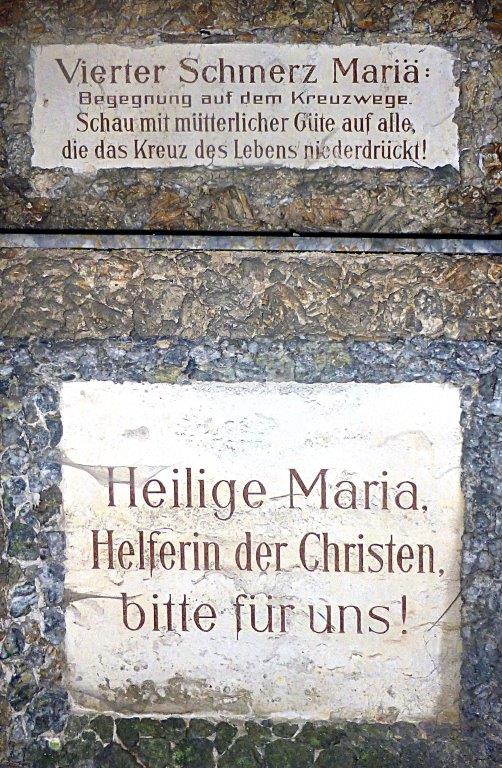 Vierter Schmerz Mariä:
Begegnung auf dem Kreuzwege.
Schau mit mütterlicher Güte auf alle,
die das Kreuz des Lebens niederdrückt!
Heilige Maria,
Helferin der Christen,
bitte für uns!